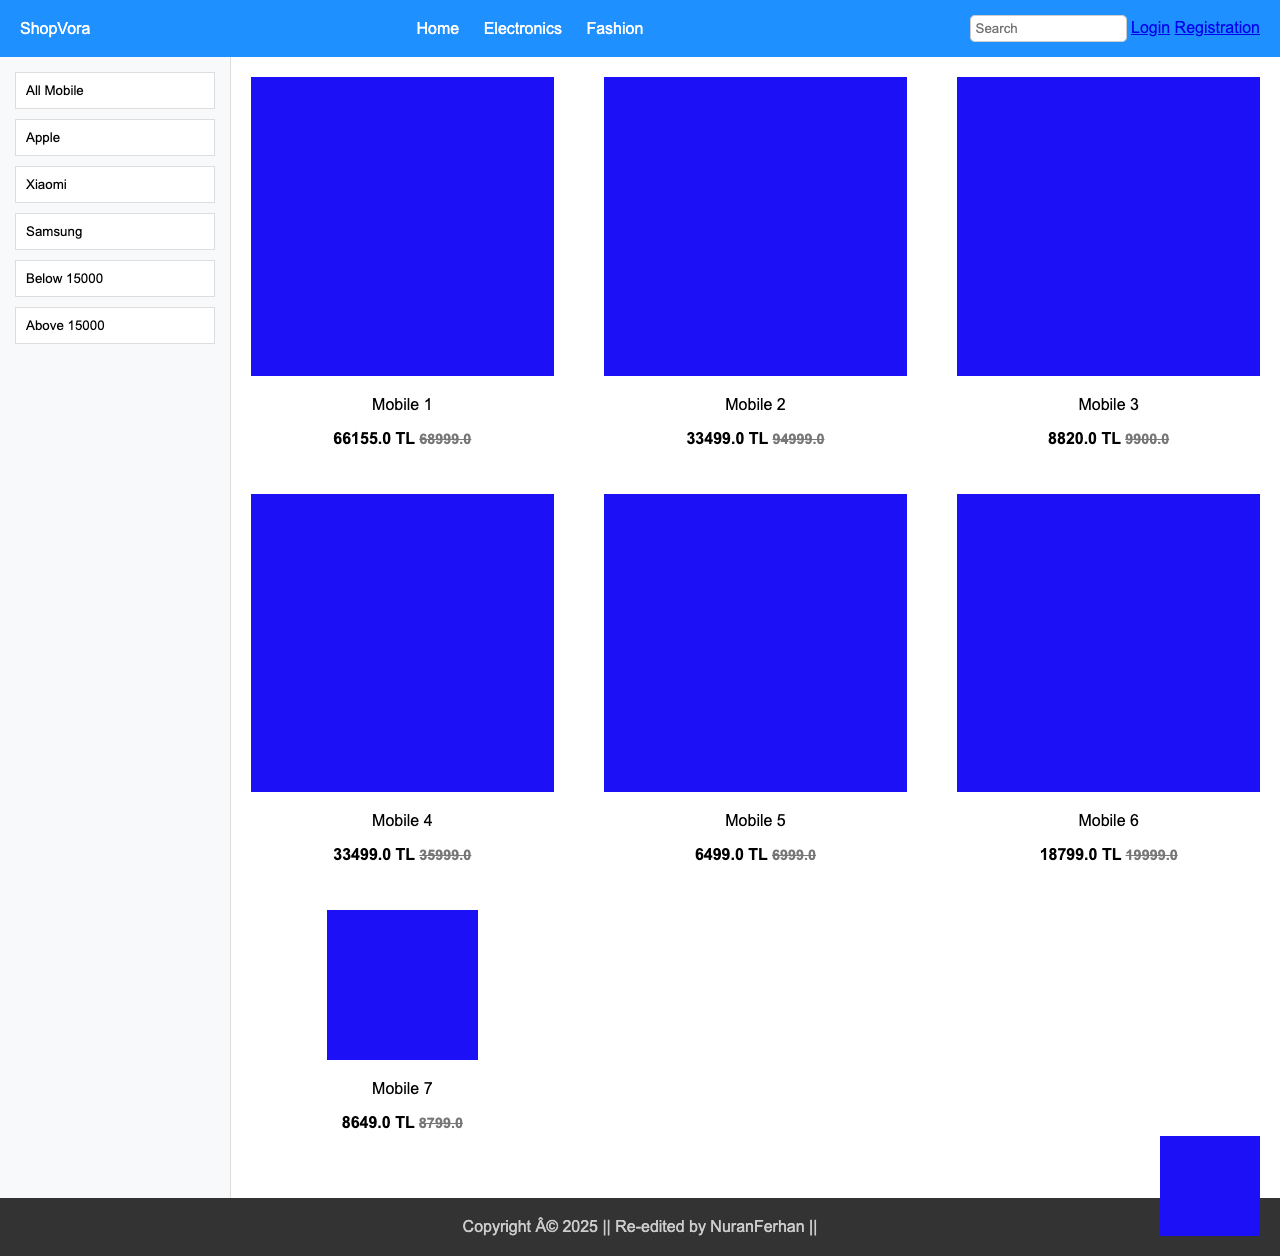 ShopVora
Home Electronics Fashion
Search Login Registration
All Mobile
Apple
Xiaomi
Samsung
Below 15000
Above 15000
Mobile 1
66155.0 TL 68999.0
Mobile 2
33499.0 TL 94999.0
Mobile 3
8820.0 TL 9900.0
Mobile 4
33499.0 TL 35999.0
Mobile 5
6499.0 TL 6999.0
Mobile 6
18799.0 TL 19999.0
Mobile 7
8649.0 TL 8799.0
Copyright Â© 2025 || Re-edited by NuranFerhan ||